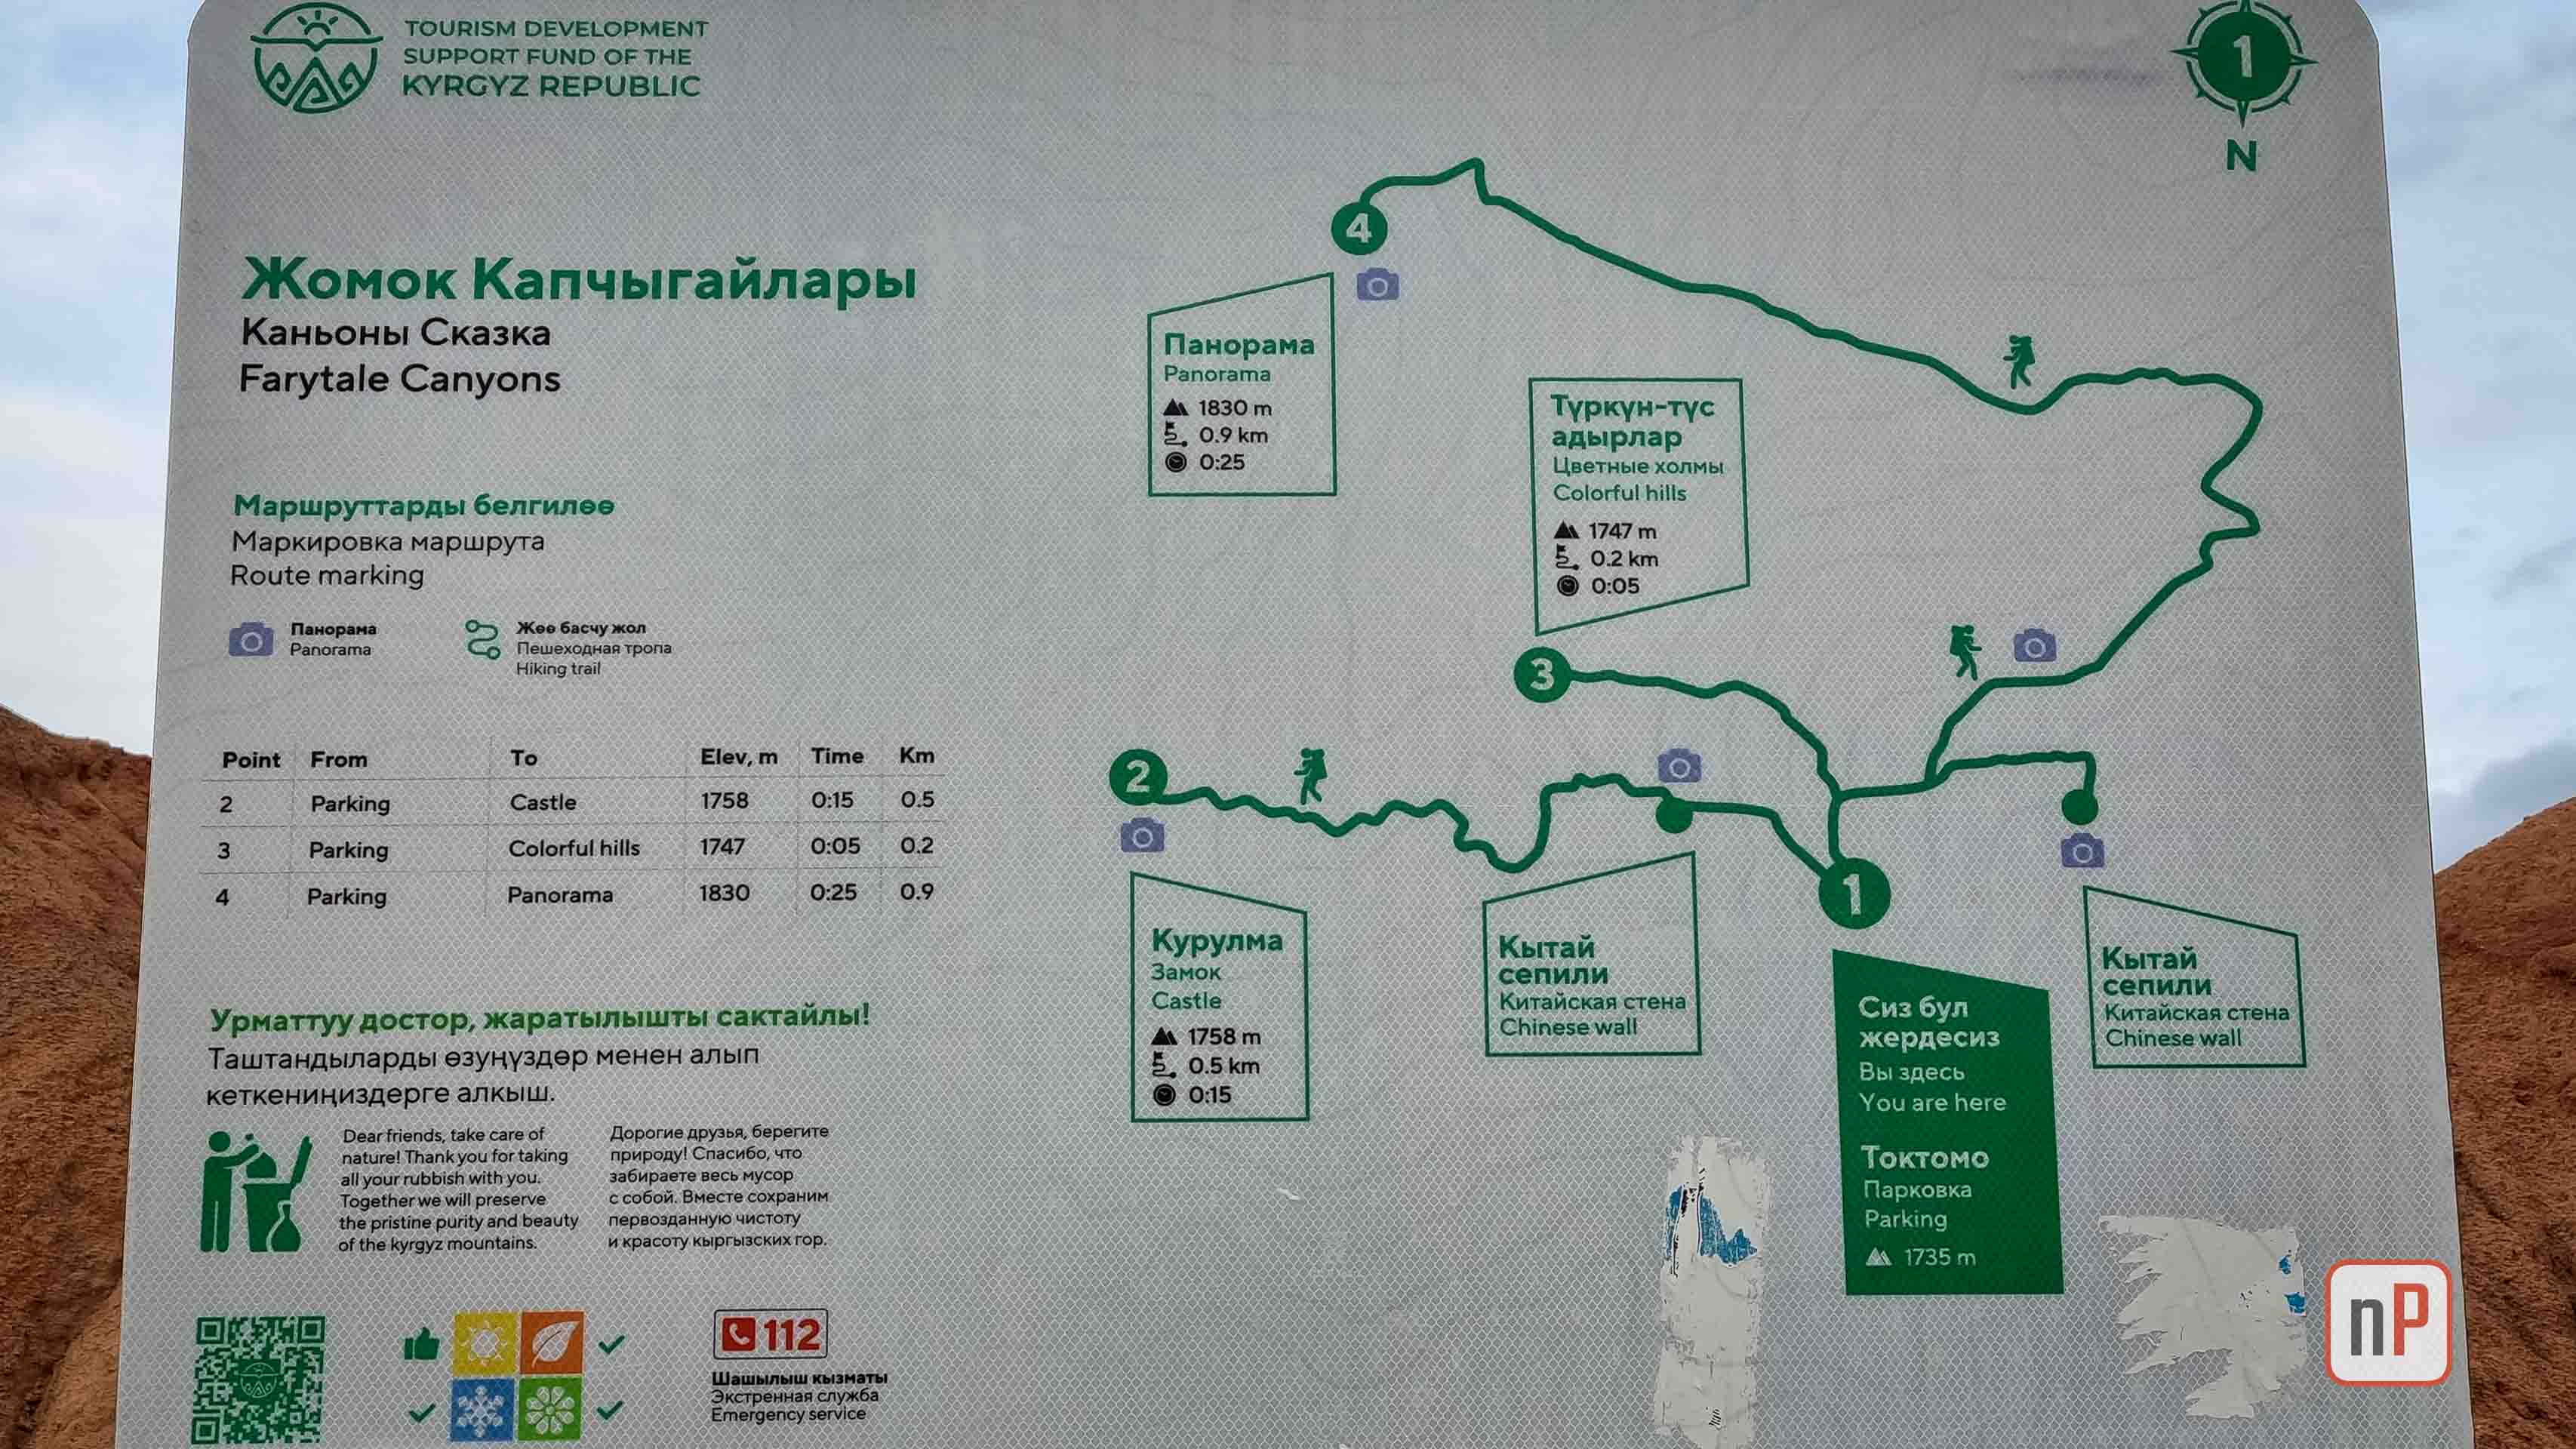 TOURISM DEVELOPMENT
SUPPORT FUND OF THE
KYRGYZ REPUBLIC
1
N
Жомок Капчыгайлары
Каньоны Сказка
Farytale Canyons
Маршруттарды белгилөө
Маркировка маршрута
Route marking
Панорама
Panorama
Жөө басчу жол
Пешеходная тропа
Hiking trail
Point From To Elev, m Time Km
2 Parking Castle 1758 0:15 0.5
3 Parking Colorful hills 1747 0:05 0.2
4 Parking Panorama 1830 0:25 0.9
Урматтуу достор, жаратылышты сактайлы!
Таштандыларды өзуңүздөр менен алып
кеткениңиздерге алкыш.
Dear friends, take care of
nature! Thank you for taking
all your rubbish with you.
Together we will preserve
the pristine purity and beauty
of the kyrgyz mountains.
Дорогие друзья, берегите
природу! Спасибо, что
забираете весь мусор
с собой. Вместе сохраним
первозданную чистоту
и красоту кыргызских гор.
112
Шашылыш кызматы
Экстренная служба
Emergency service
4
Панорама
Panorama
1830 m
0.9 km
0:25
Түркүн-түс
адырлар
Цветные холмы
Colorful hills
1747 m
0.2 km
0:05
3
2
1
Курулма
Замок
Castle
1758 m
0.5 km
0:15
Кытай
сепили
Китайская стена
Chinese wall
Сиз бул
жердесиз
Вы здесь
You are here
Токтомо
Парковка
Parking
1735 m
Кытай
сепили
Китайская стена
Chinese wall
nP